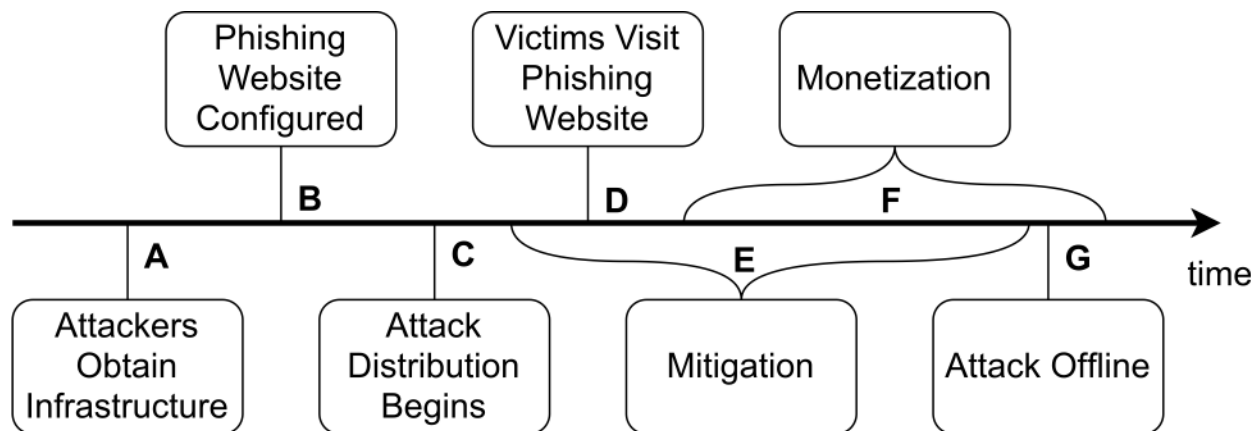 Phishing
Website
Configured
Victims Visit
Phishing
Website
Monetization
B
D
F
A
C
E
G
time
Attackers
Obtain
Infrastructure
Attack
Distribution
Begins
Mitigation
Attack Offline